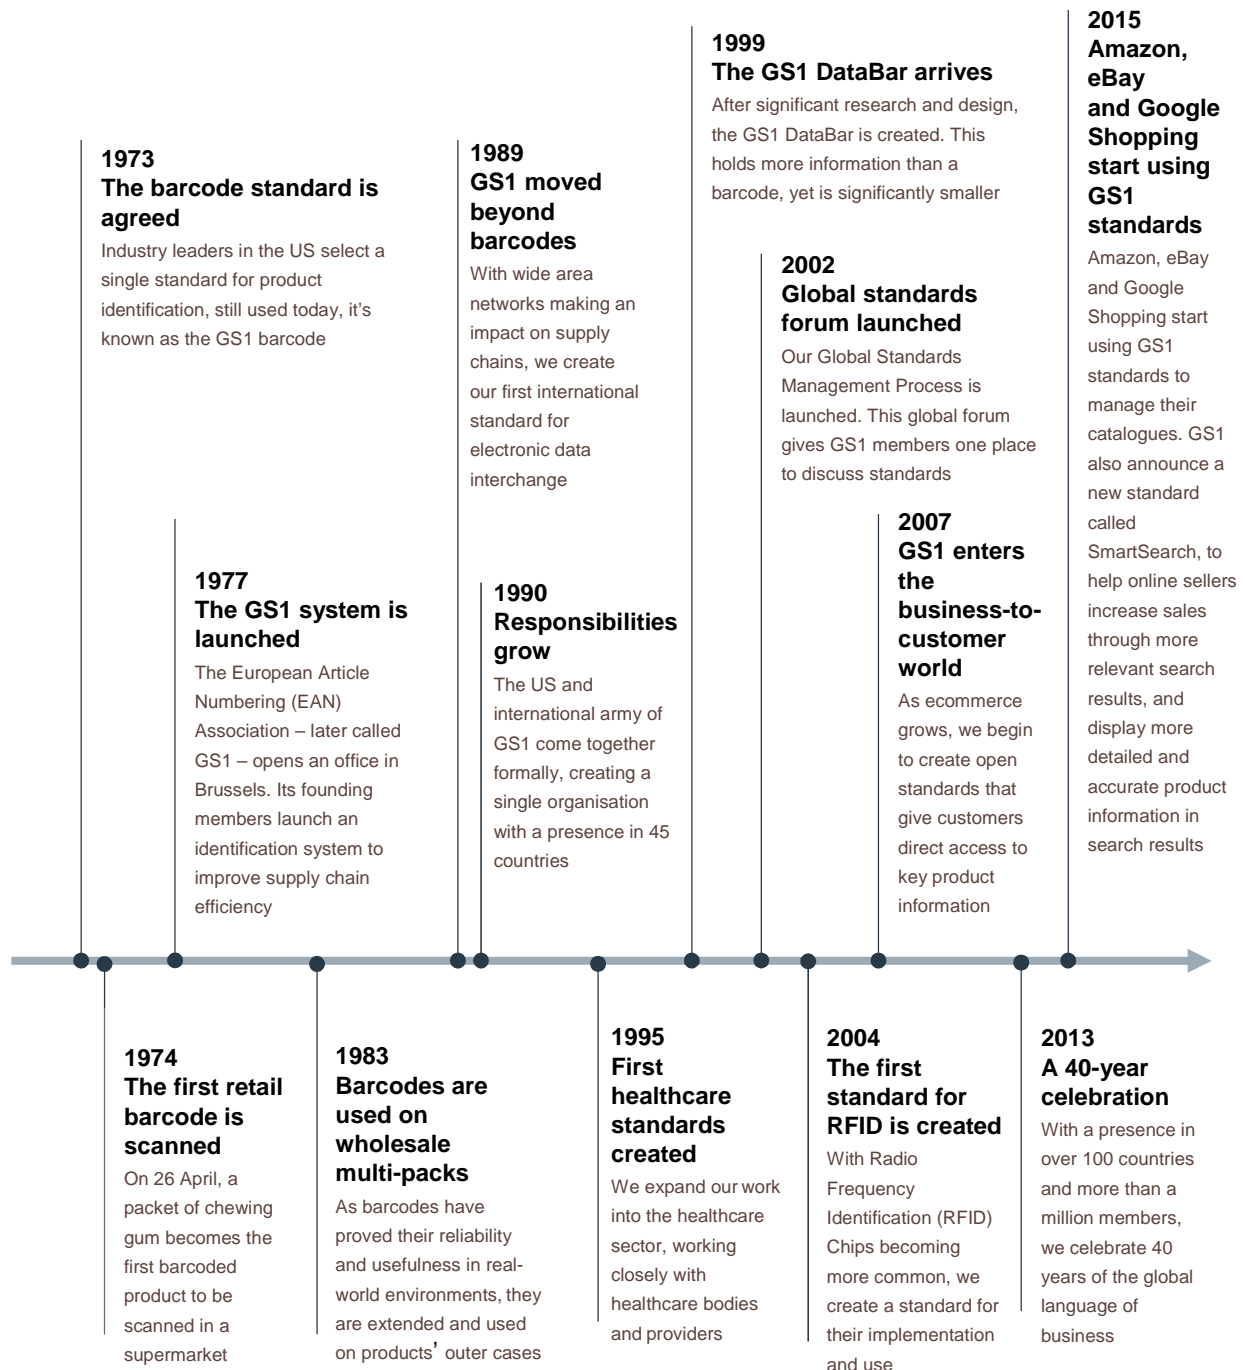 1973
The barcode standard is
agreed
Industry leaders in the US select a
single standard for product
identification, still used today, it's
known as the GS1 barcode
1977
The GS1 system is
launched
The European Article
Numbering (EAN)
Association – later called
GS1 – opens an office in
Brussels. Its founding
members launch an
identification system to
improve supply chain
efficiency
1989
GS1 moved
beyond
barcodes
With wide area
networks making an
impact on supply
chains, we create
our first international
standard for
electronic data
interchange
1990
Responsibilities
grow
The US and
international army of
GS1 come together
formally, creating a
single organisation
with a presence in 45
countries
1999
The GS1 DataBar arrives
After significant research and design,
the GS1 DataBar is created. This
holds more information than a
barcode, yet is significantly smaller
2002
Global standards
forum launched
Our Global Standards
Management Process is
launched. This global forum
gives GS1 members one place
to discuss standards
2007
GS1 enters
the
business-to-
customer
world
As ecommerce
grows, we begin
to create open
standards that
give customers
direct access to
key product
information
2015
Amazon,
eBay
and Google
Shopping
start using
GS1
standards
Amazon, eBay
and Google
Shopping start
using GS1
standards to
manage their
catalogues. GS1
also announce a
new standard
called
SmartSearch, to
help online sellers
increase sales
through more
relevant search
results, and
display more
detailed and
accurate product
information in
search results
1974
The first retail
barcode is
scanned
On 26 April, a
packet of chewing
gum becomes the
first barcoded
product to be
scanned in a
supermarket
1983
Barcodes are
used on
wholesale
multi-packs
As barcodes have
proved their reliability
and usefulness in real-
world environments, they
are extended and used
on products’ outer cases
1995
First
healthcare
standards
created
We expand our work
into the healthcare
sector, working
closely with
healthcare bodies
and providers
2004
The first
standard for
RFID is created
With Radio
Frequency
Identification (RFID)
Chips becoming
more common, we
create a standard for
their implementation
and use
2013
A 40-year
celebration
With a presence in
over 100 countries
and more than a
million members,
we celebrate 40
years of the global
language of
business